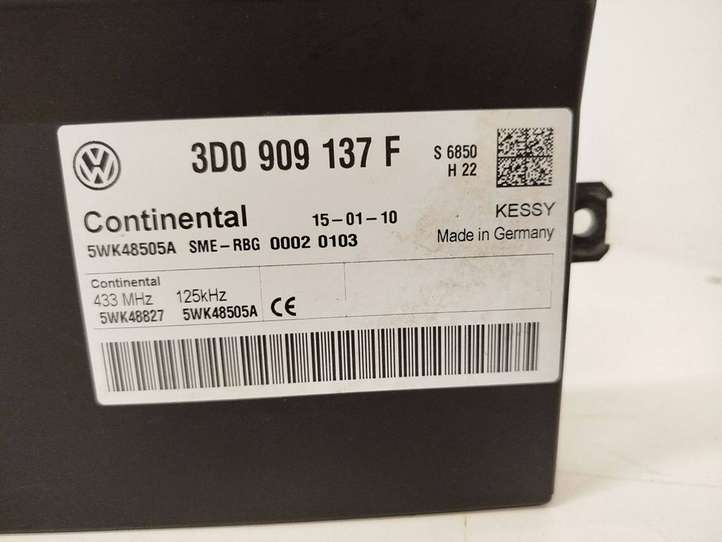 VW
3D0 909 137 F
S 6850
H 22
Continental
15-01-10
KESSY
5WK48505A SME-RBG 0002 0103
Made in Germany
Continental
433 MHz 125kHz
5WK48827 5WK48505A
CE